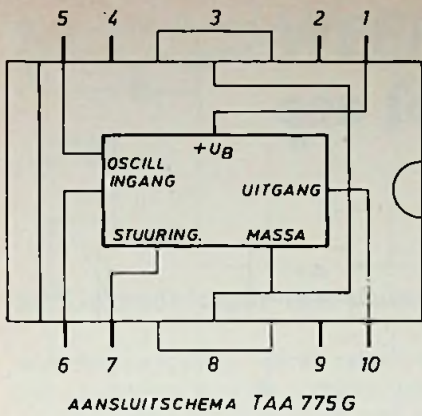 5 4 3 2 1
+UB
OSCILL
INGANG
UITGANG
STUURING. MASSA
6 7 8 9 10
AANSLUITSCHEMA TAA 775 G